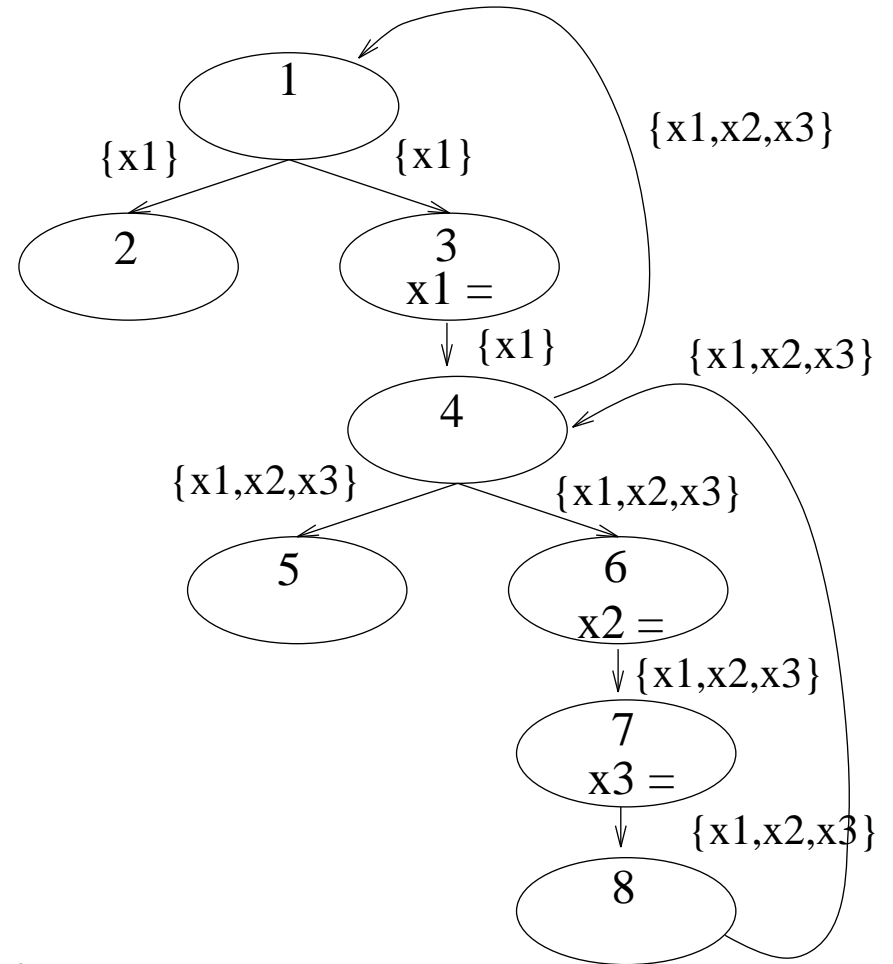 1
{x1,x2,x3}
{x1}
{x1}
2
3
x1 =
{x1}
{x1,x2,x3}
4
{x1,x2,x3}
{x1,x2,x3}
5
6
x2 =
{x1,x2,x3}
7
x3 =
{x1,x2,x3}
8